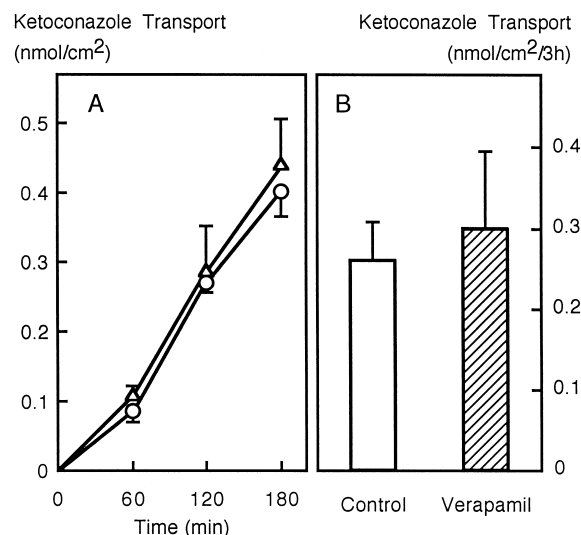 Ketoconazole Transport
(nmol/cm2)
Ketoconazole Transport
(nmol/cm2/3h)
A
0.5
0.4
0.3
0.2
0.1
0
0 60 120 180
Time (min)
B
0.4
0.3
0.2
0.1
0
Control Verapamil